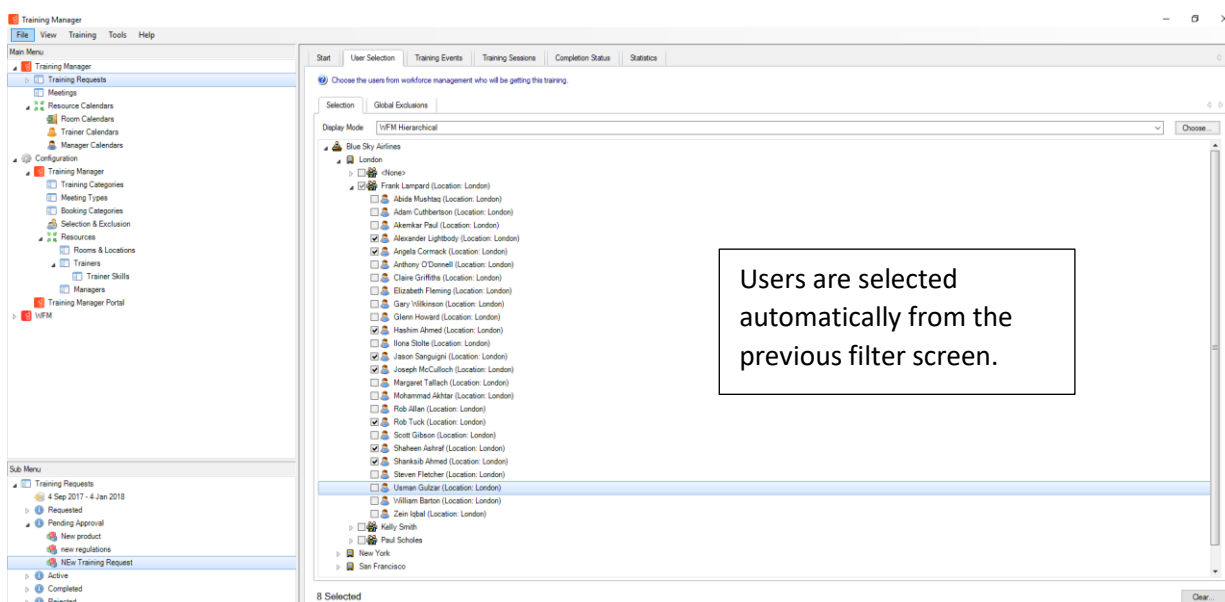 Training Manager
File View Training Tools Help
Main Menu
Training Manager
Training Requests
Meetings
Resource Calendars
Room Calendars
Trainer Calendars
Manager Calendars
Configuration
Training Manager
Training Categories
Meeting Types
Booking Categories
Selection & Exclusion
Resources
Rooms & Locations
Trainers
Trainer Skills
Managers
Training Manager Portal
WFM
Sub Menu
Training Requests
4 Sep 2017 - 4 Jan 2018
Requested
Pending Approval
New product
new regulations
NEw Training Request
Active
Completed
Rejected
Start User Selection Training Events Training Sessions Completion Status Statistics
Choose the users from workforce management who will be getting this training.
Selection Global Exclusions
Display Mode WFM Hierarchical Choose...
Blue Sky Airlines
London
<None>
Frank Lampard (Location: London)
Abida Mushtaq (Location: London)
Adam Cuthbertson (Location: London)
Akemkar Paul (Location: London)
Alexander Lightbody (Location: London)
Angela Cormack (Location: London)
Anthony O'Donnell (Location: London)
Claire Griffiths (Location: London)
Elizabeth Fleming (Location: London)
Gary Wilkinson (Location: London)
Glenn Howard (Location: London)
Hashim Ahmed (Location: London)
Ilona Stolte (Location: London)
Jason Sanguigni (Location: London)
Joseph McCulloch (Location: London)
Margaret Tallach (Location: London)
Mohammad Akhtar (Location: London)
Rob Allan (Location: London)
Rob Tuck (Location: London)
Scott Gibson (Location: London)
Shaheen Ashraf (Location: London)
Shanksib Ahmed (Location: London)
Steven Fletcher (Location: London)
Usman Gulzar (Location: London)
William Barton (Location: London)
Zein Iqbal (Location: London)
Kelly Smith
Paul Scholes
New York
San Francisco
8 Selected Clear...
Users are selected
automatically from the
previous filter screen.